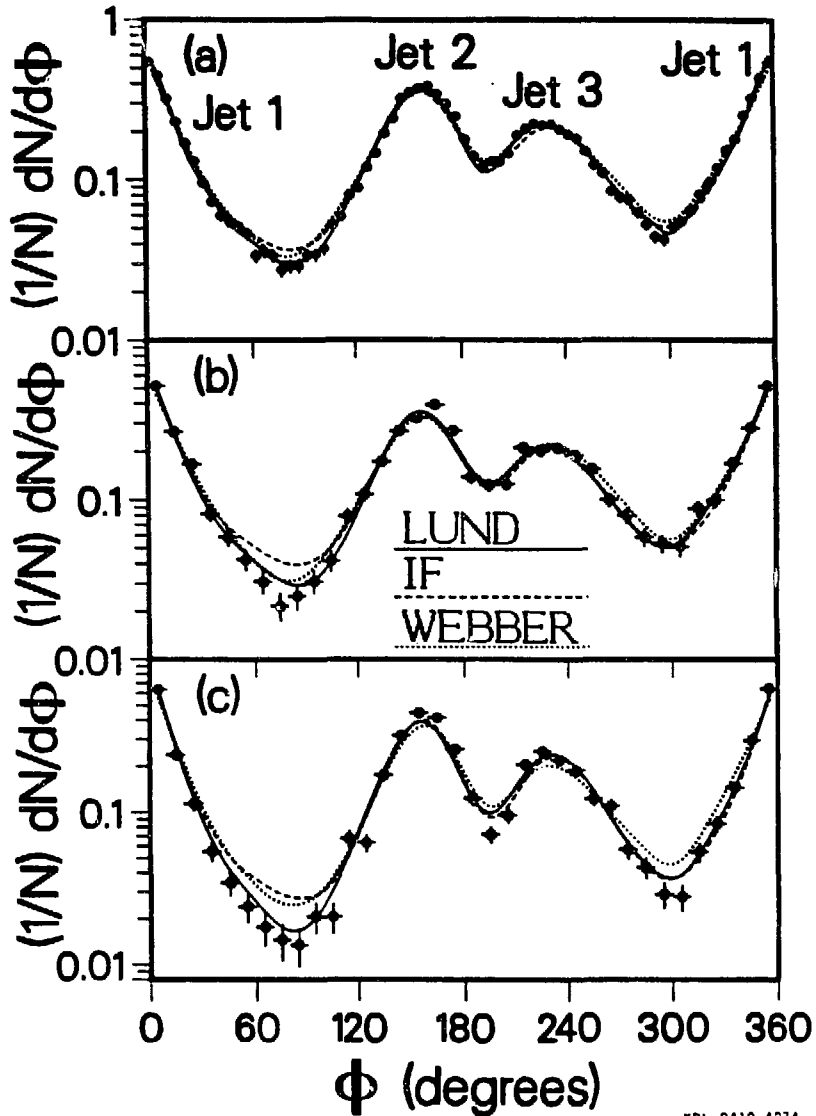 1
(a)
Jet 1
Jet 2
Jet 3
Jet 1
0.1
(1/N) dN/dΦ
0.01
(b)
0.1
(1/N) dN/dΦ
LUND
IF
WEBBER
0.01
(c)
0.1
(1/N) dN/dΦ
0.01
0 60 120 180 240 300 360
Φ (degrees)